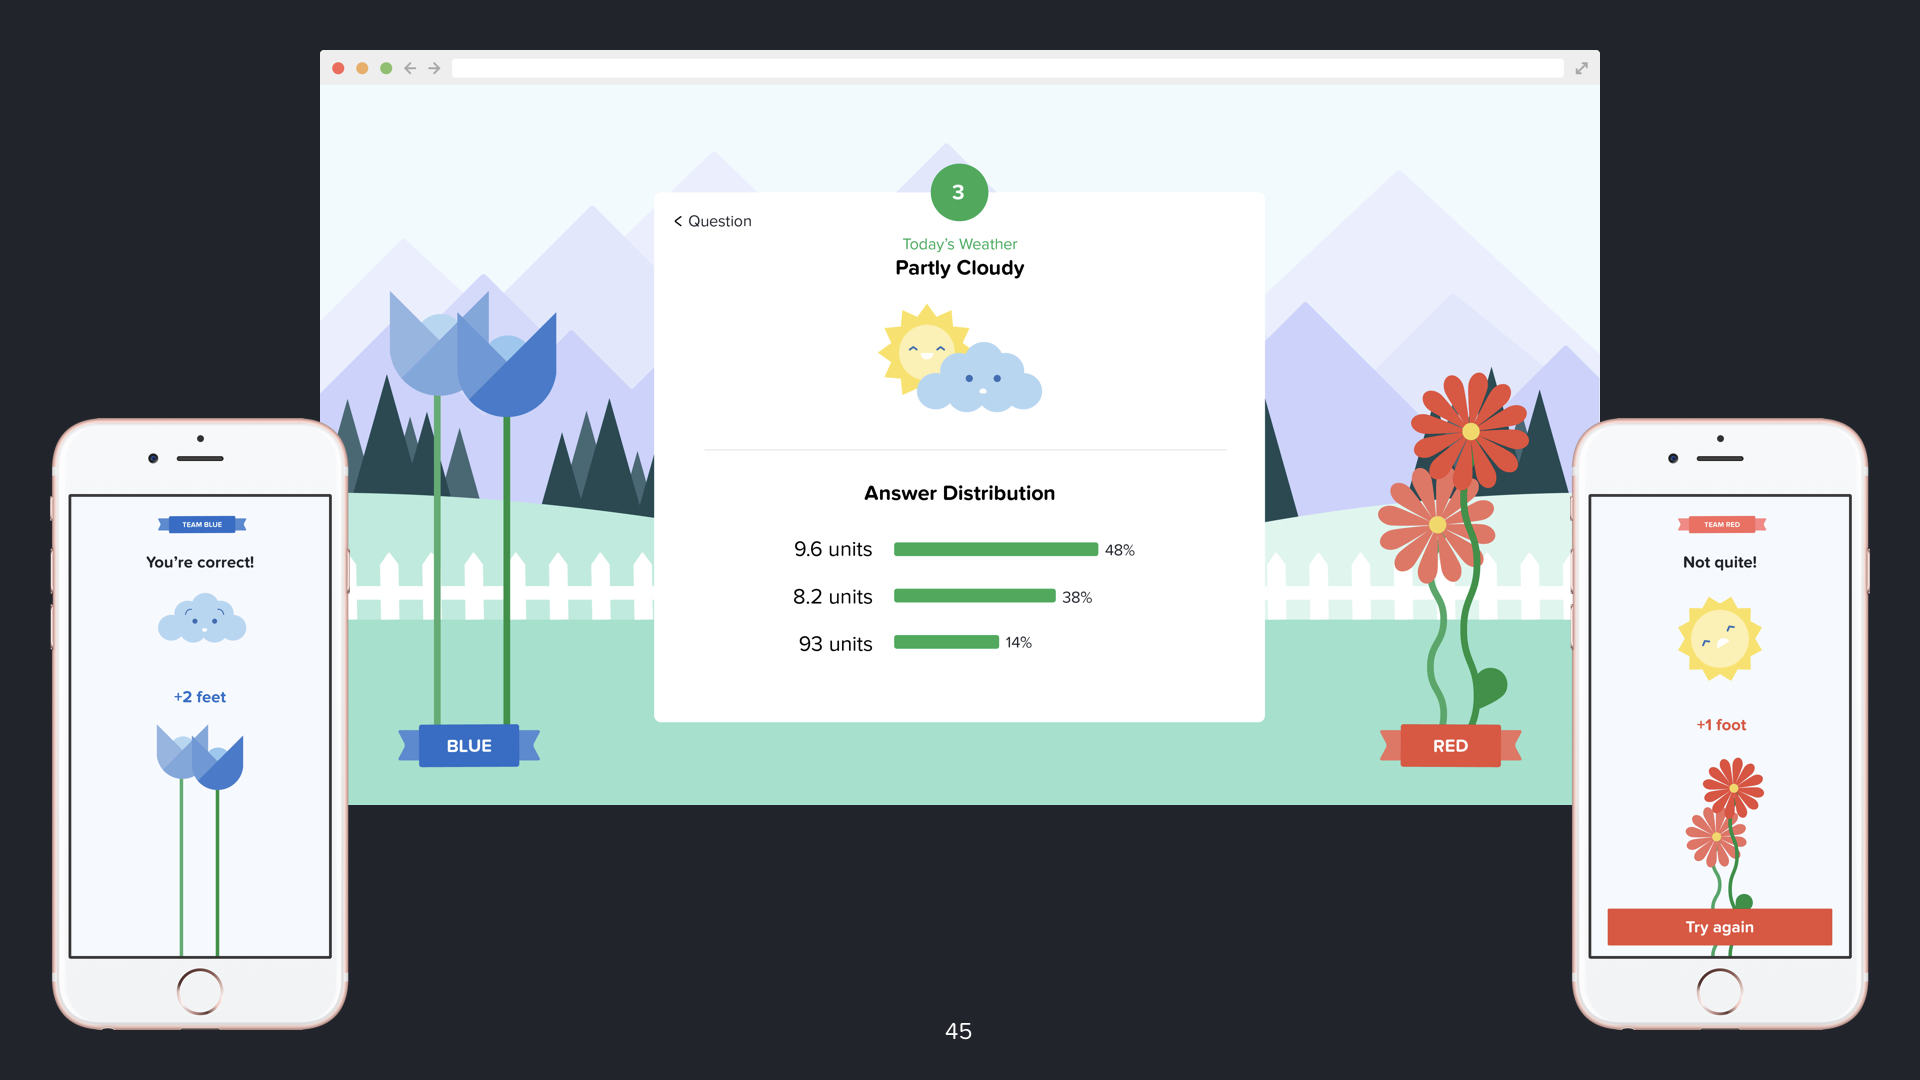 3
< Question
Today's Weather
Partly Cloudy
Answer Distribution
9.6 units 48%
8.2 units 38%
93 units 14%
BLUE
RED
TEAM BLUE
You're correct!
+2 feet
TEAM RED
Not quite!
+1 foot
Try again
45